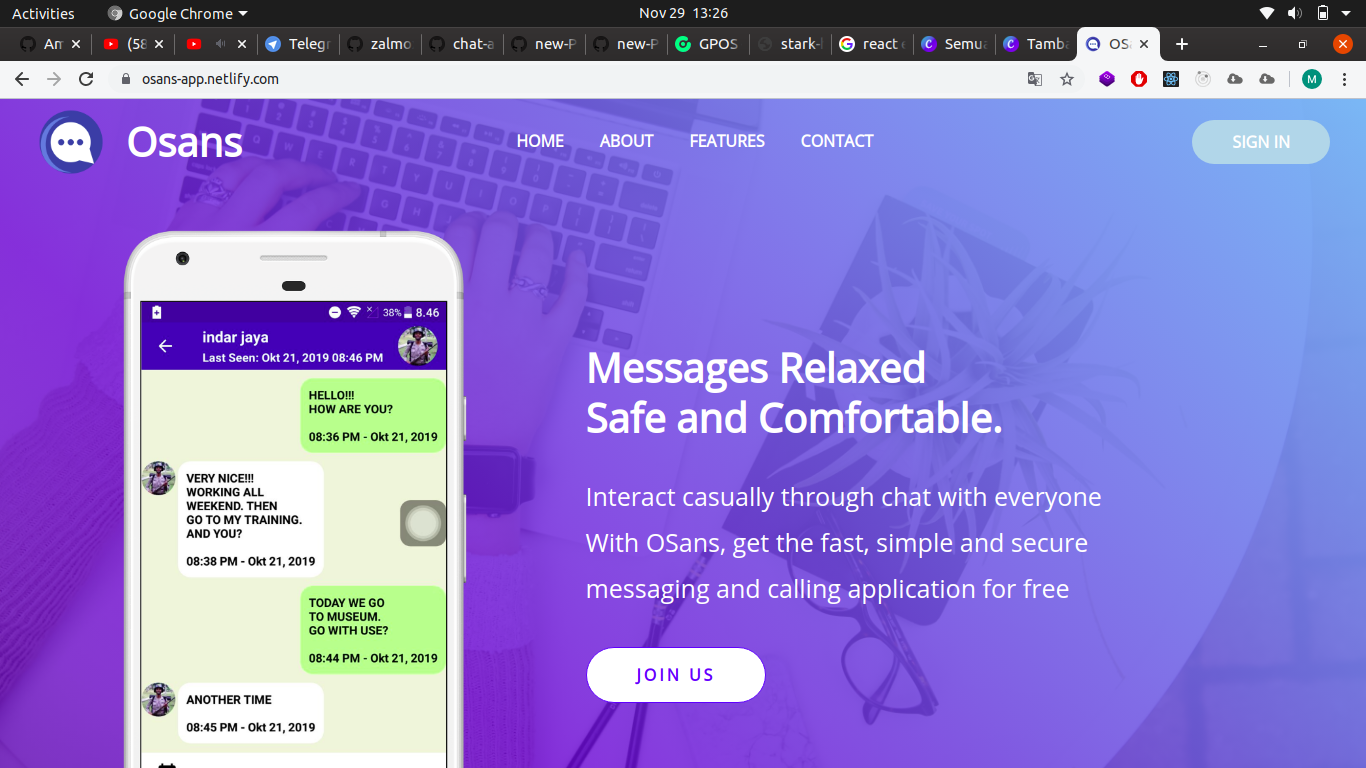 Activities
Google Chrome
Nov 29 13:26
(58
Telegr
zalmo
chat-a
new-P
new-P
GPOS
stark-
react e
Semua
Tamba
OS
osans-app.netlify.com
M
Osans
HOME
ABOUT
FEATURES
CONTACT
SIGN IN
38%
8.46
indar jaya
Last Seen: Okt 21, 2019 08:46 PM
HELLO!!!
HOW ARE YOU?
08:36 PM - Okt 21, 2019
VERY NICE!!!
WORKING ALL
WEEKEND. THEN
GO TO MY TRAINING.
AND YOU?
08:38 PM - Okt 21, 2019
TODAY WE GO
TO MUSEUM.
GO WITH USE?
08:44 PM - Okt 21, 2019
ANOTHER TIME
08:45 PM - Okt 21, 2019
Messages Relaxed
Safe and Comfortable.
Interact casually through chat with everyone
With OSans, get the fast, simple and secure
messaging and calling application for free
JOIN US